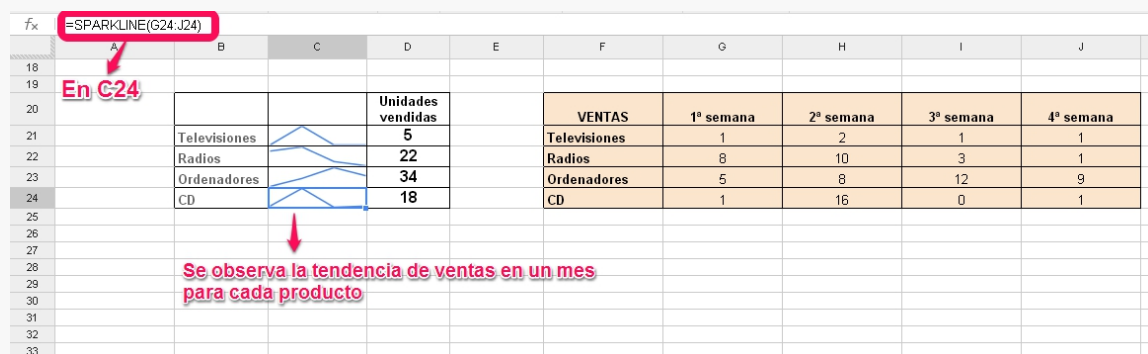 fx =SPARKLINE(G24:J24)
A B C D E F G H I J
18
19
En C24
20 Unidades vendidas VENTAS 1ª semana 2ª semana 3ª semana 4ª semana
21 Televisiones 5 Televisiones 1 2 1 1
22 Radios 22 Radios 8 10 3 1
23 Ordenadores 34 Ordenadores 5 8 12 9
24 CD 18 CD 1 16 0 1
25
26
27
28
Se observa la tendencia de ventas en un mes
29
para cada producto
30
31
32
33